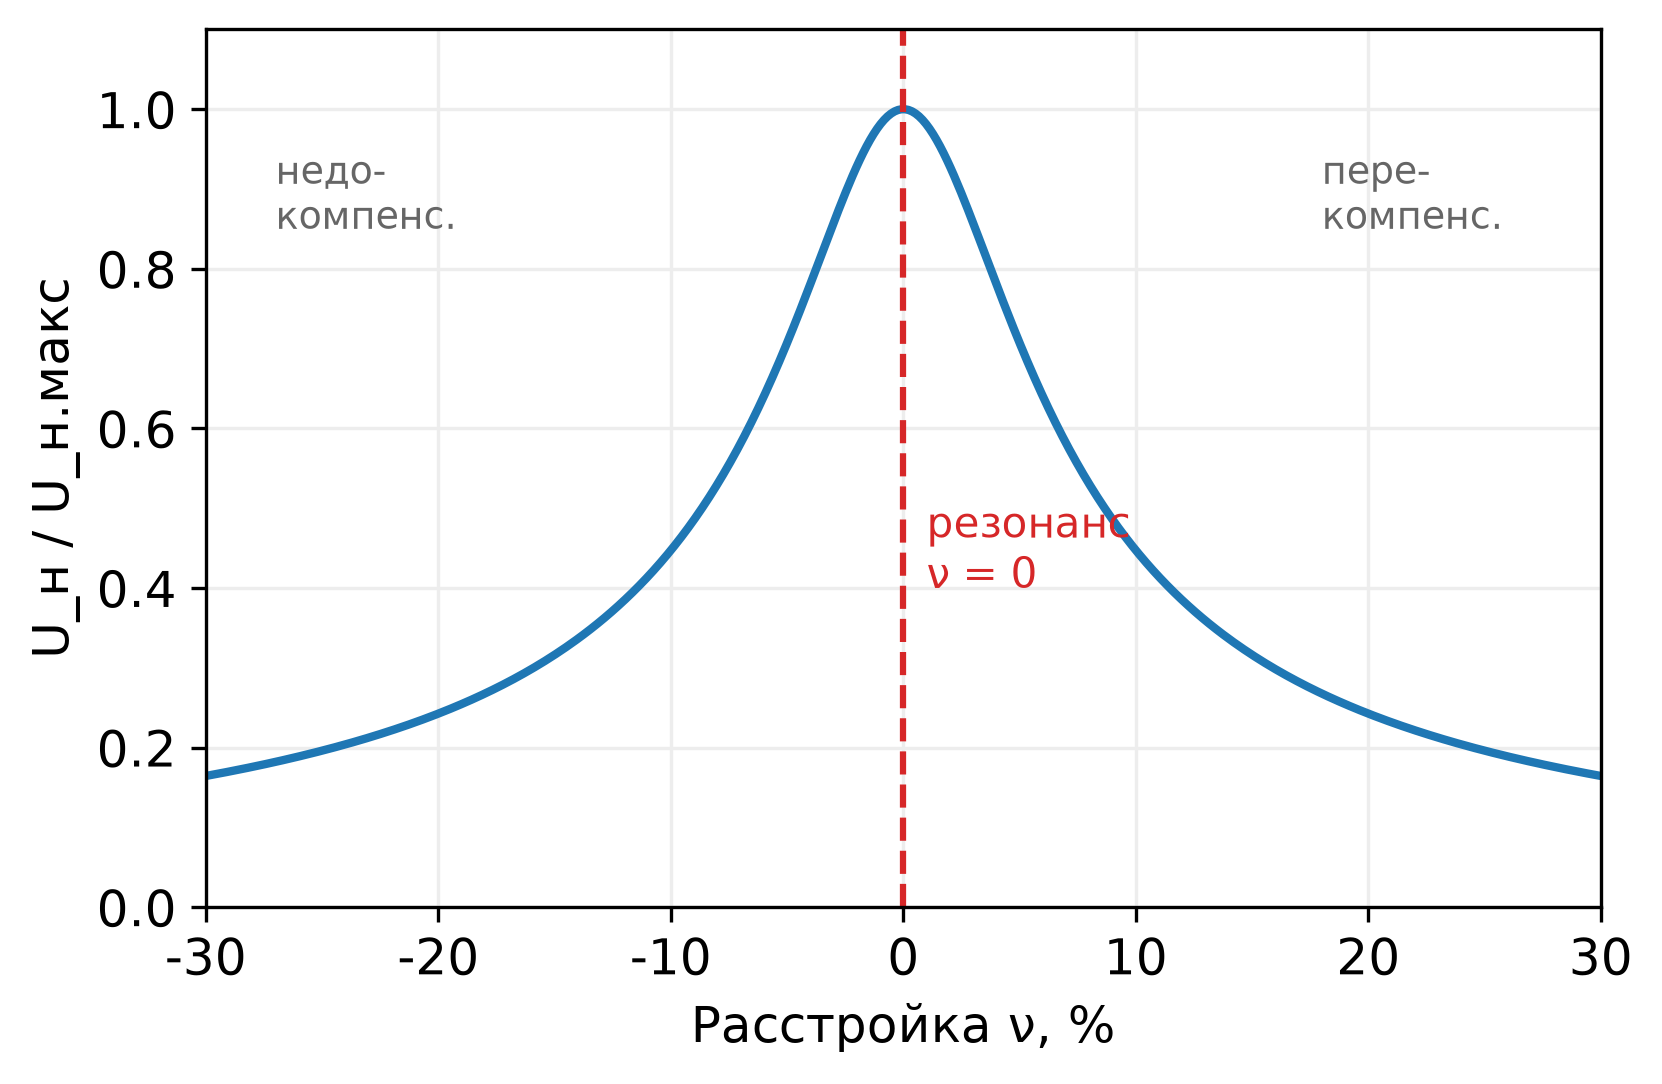 U_н / U_н.макс
1.0
0.8
0.6
0.4
0.2
0.0
недо-
компенс.
пере-
компенс.
резонанс
ν = 0
-30 -20 -10 0 10 20 30
Расстройка ν, %